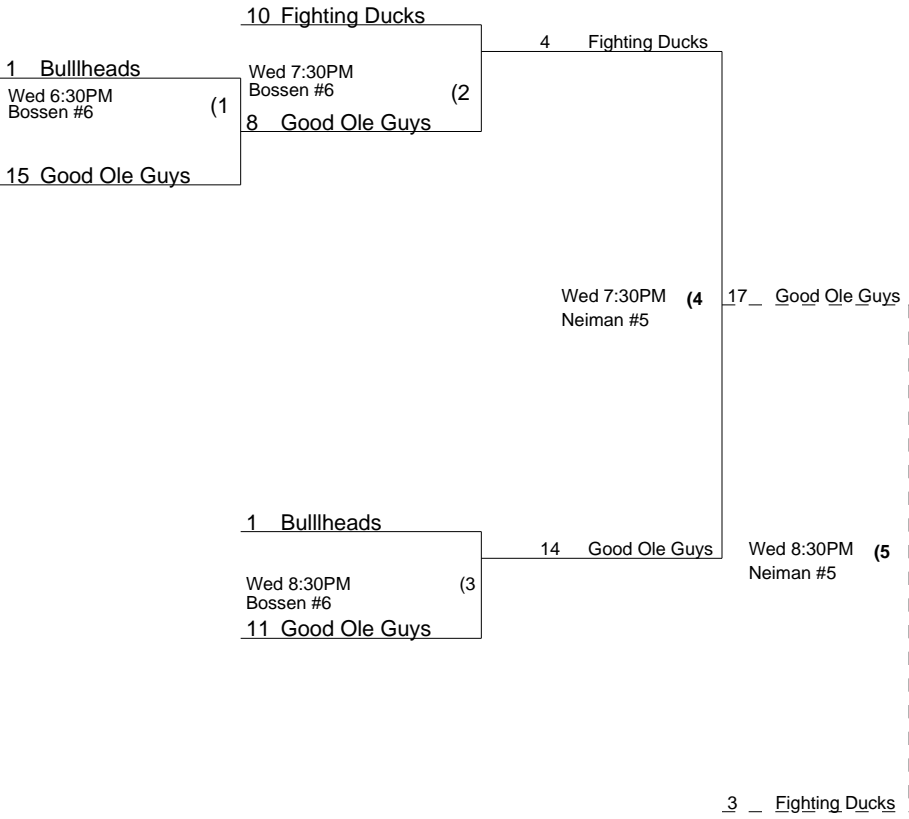 10 Fighting Ducks
4 Fighting Ducks
1 Bulllheads
Wed 7:30PM
Bossen #6 (2
Wed 6:30PM
Bossen #6 (1
8 Good Ole Guys
15 Good Ole Guys
Wed 7:30PM (4
Neiman #5
17 Good Ole Guys
1 Bulllheads
14 Good Ole Guys
Wed 8:30PM (5
Neiman #5
Wed 8:30PM (3
Bossen #6
11 Good Ole Guys
3 Fighting Ducks